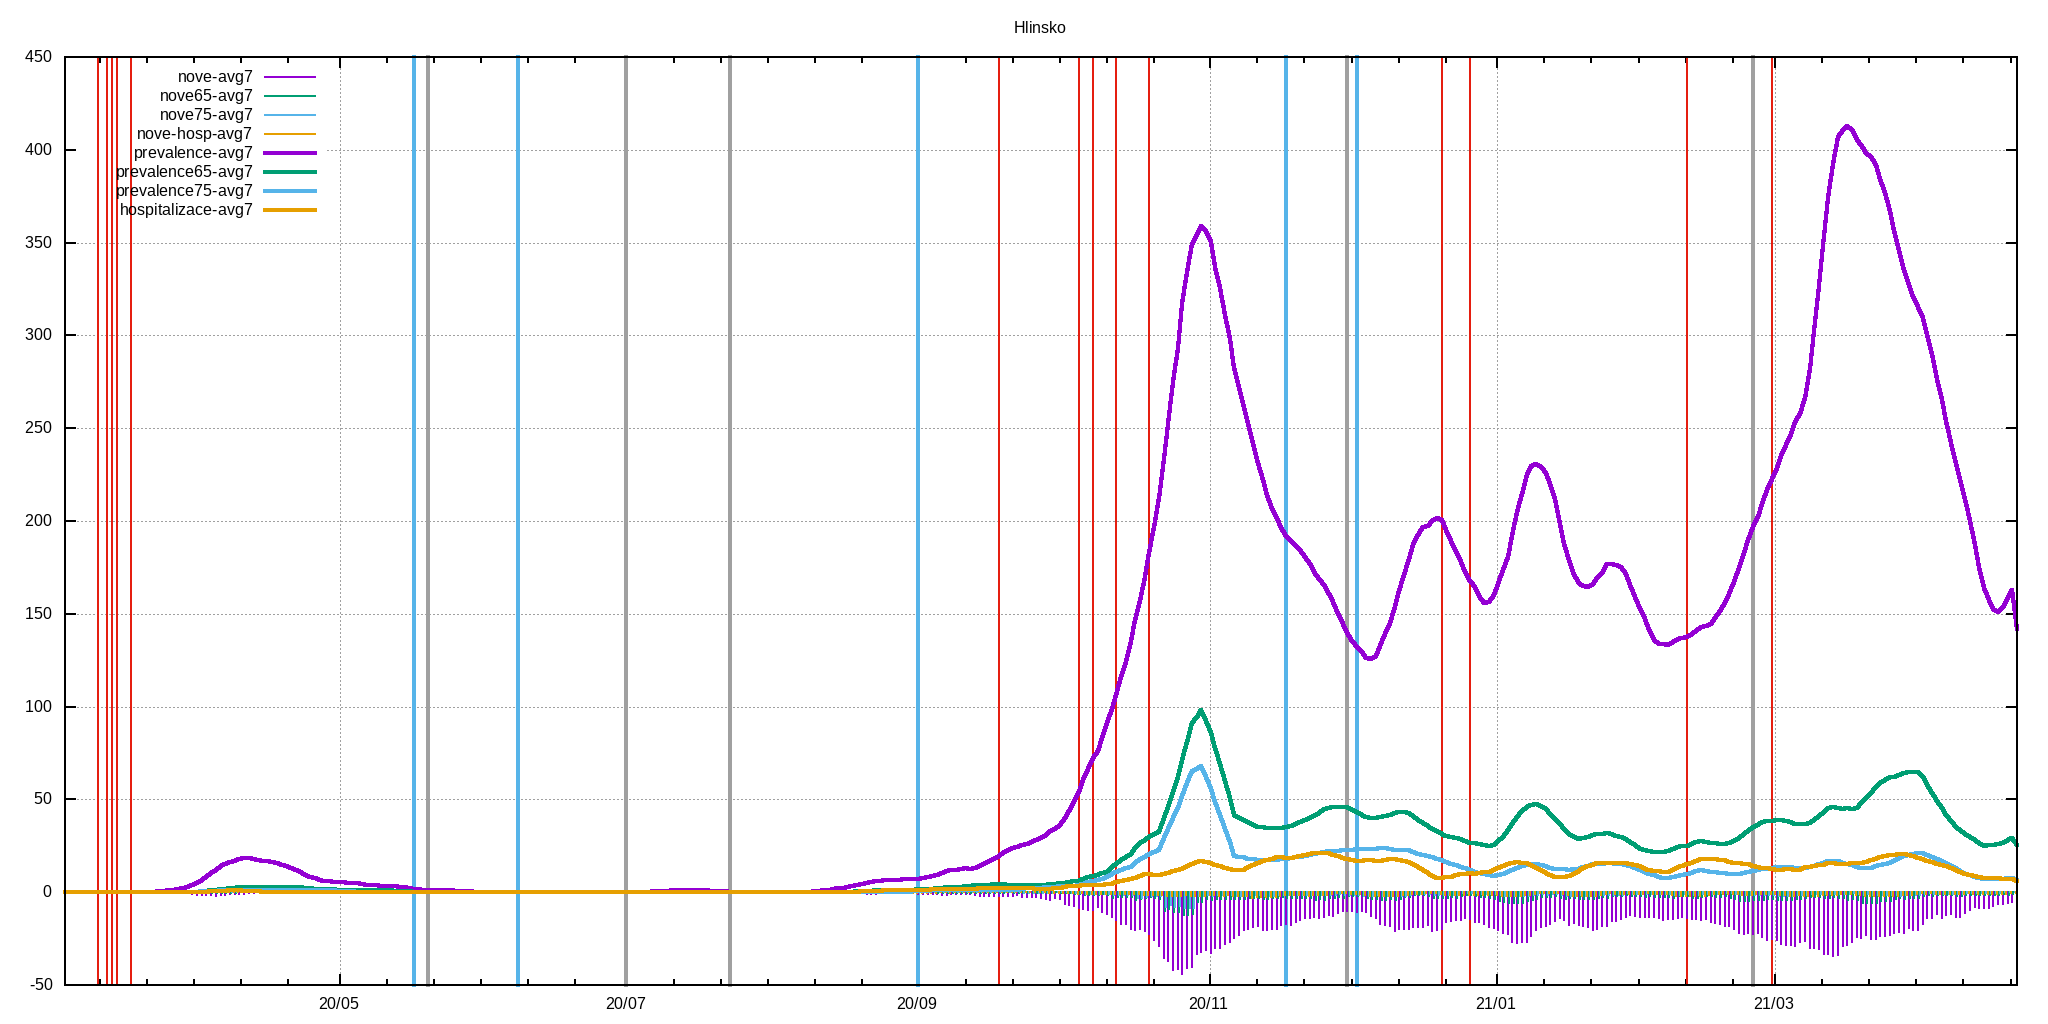 Hlinsko
450
400
350
300
250
200
150
100
50
0
-50
nove-avg7
nove65-avg7
nove75-avg7
nove-hosp-avg7
prevalence-avg7
prevalence65-avg7
prevalence75-avg7
hospitalizace-avg7
20/05
20/07
20/09
20/11
21/01
21/03